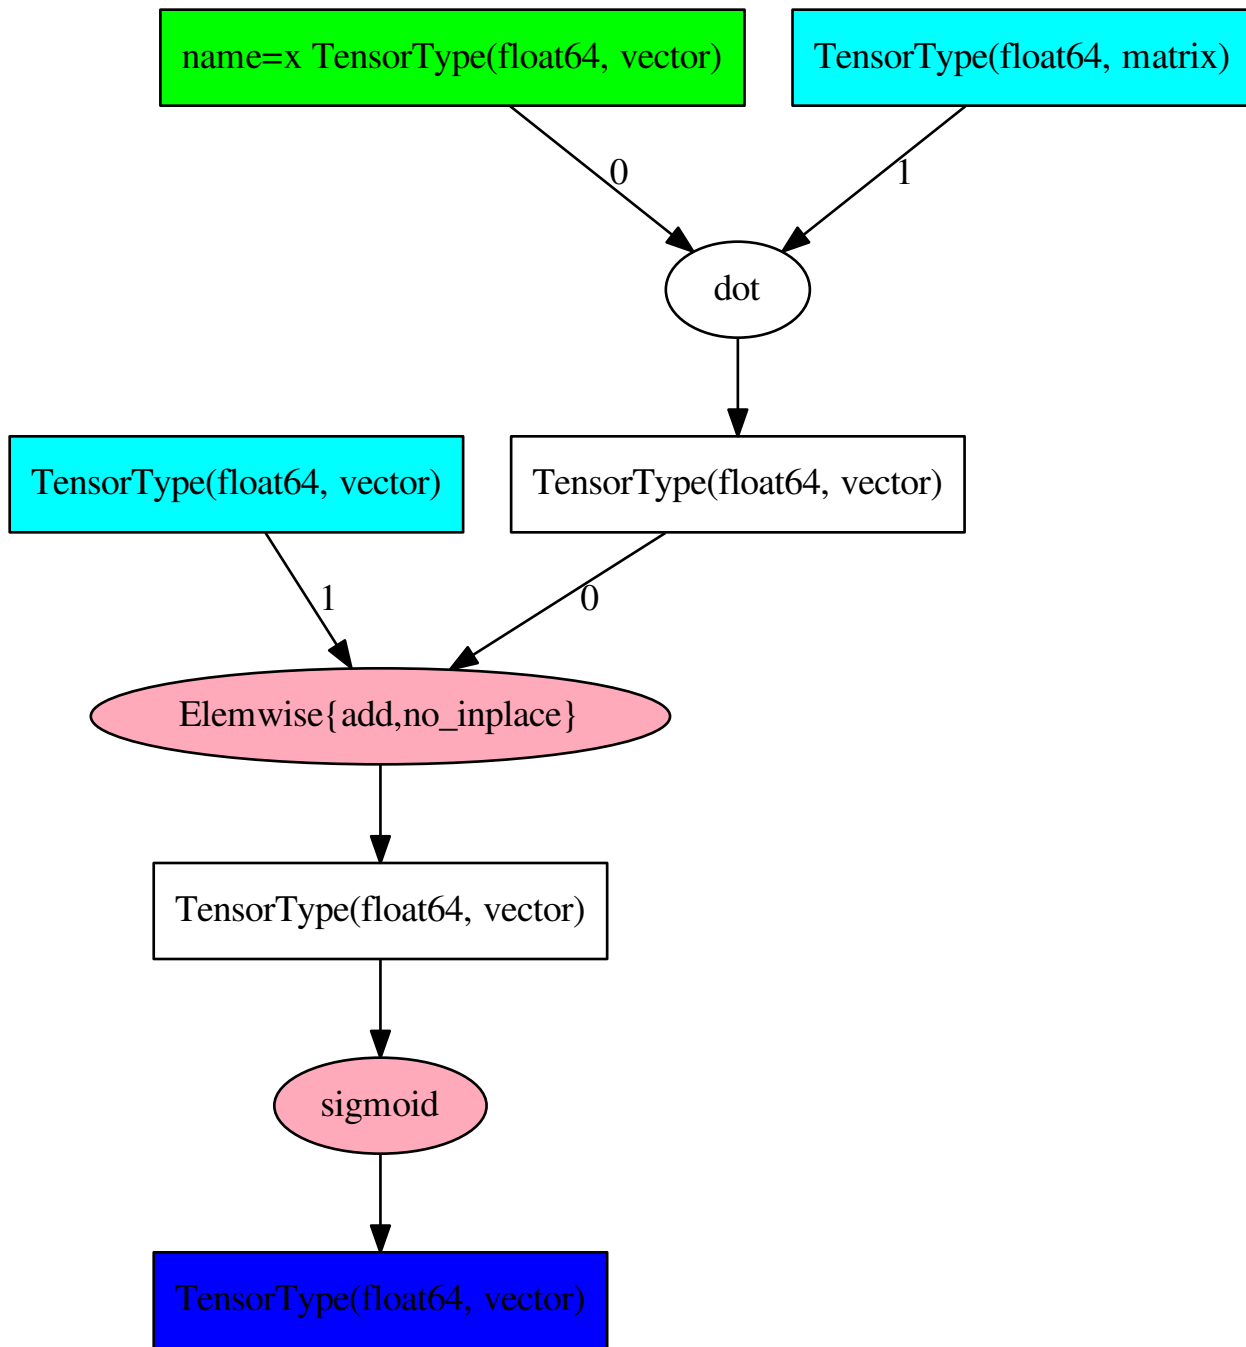 name=x TensorType(float64, vector)
TensorType(float64, matrix)
0
1
dot
TensorType(float64, vector)
TensorType(float64, vector)
1
0
Elemwise{add,no_inplace}
TensorType(float64, vector)
sigmoid
TensorType(float64, vector)